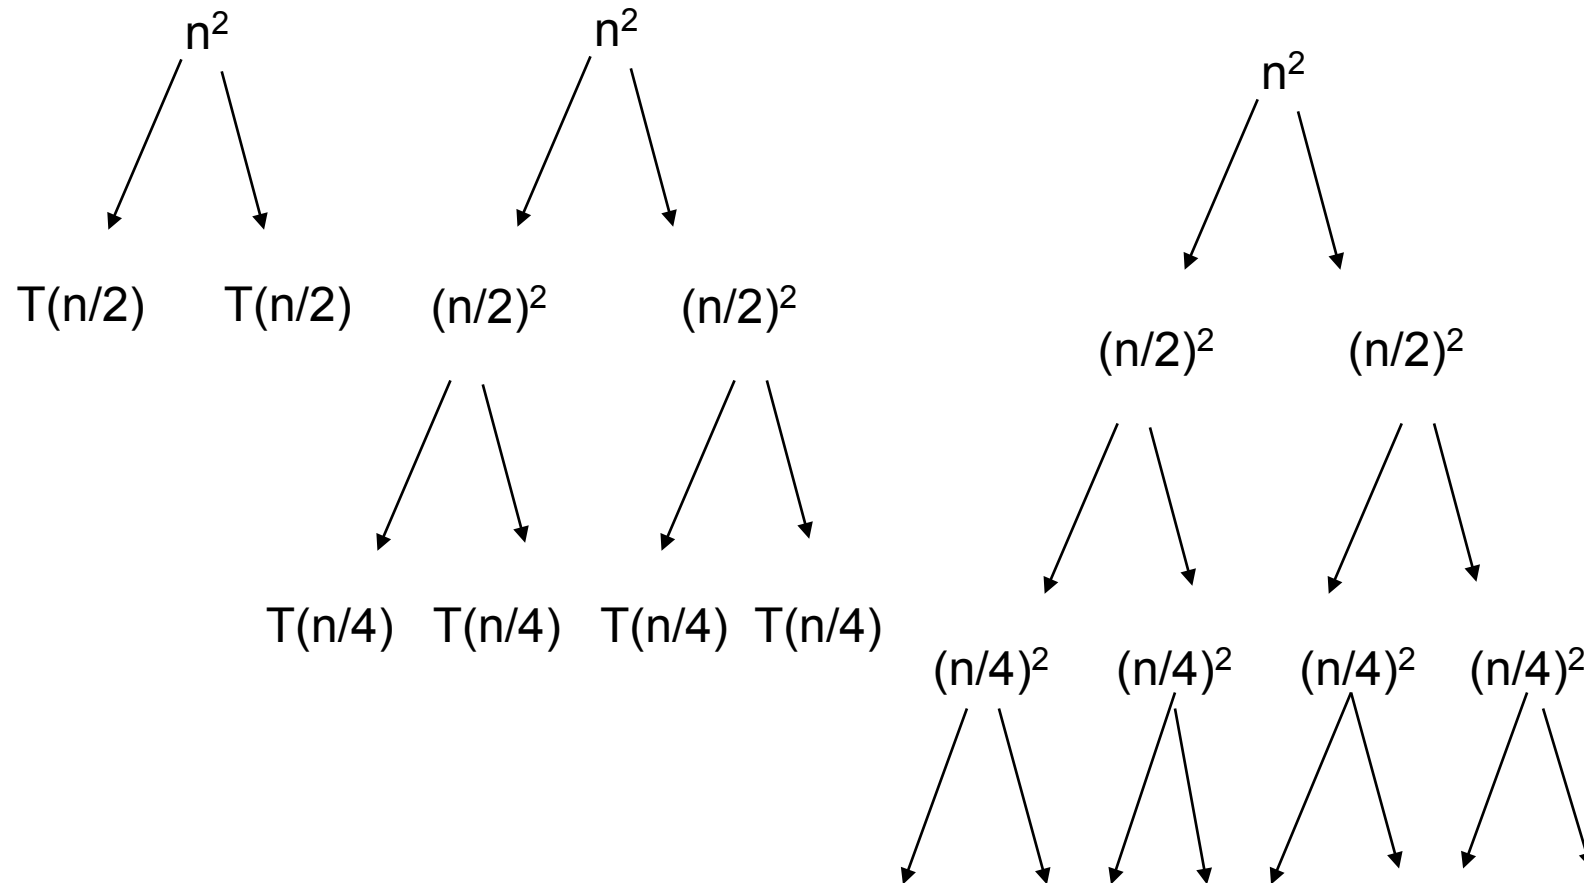 n²
T(n/2) T(n/2)
n²
(n/2)² (n/2)²
T(n/4) T(n/4) T(n/4) T(n/4)
n²
(n/2)² (n/2)²
(n/4)² (n/4)² (n/4)² (n/4)²